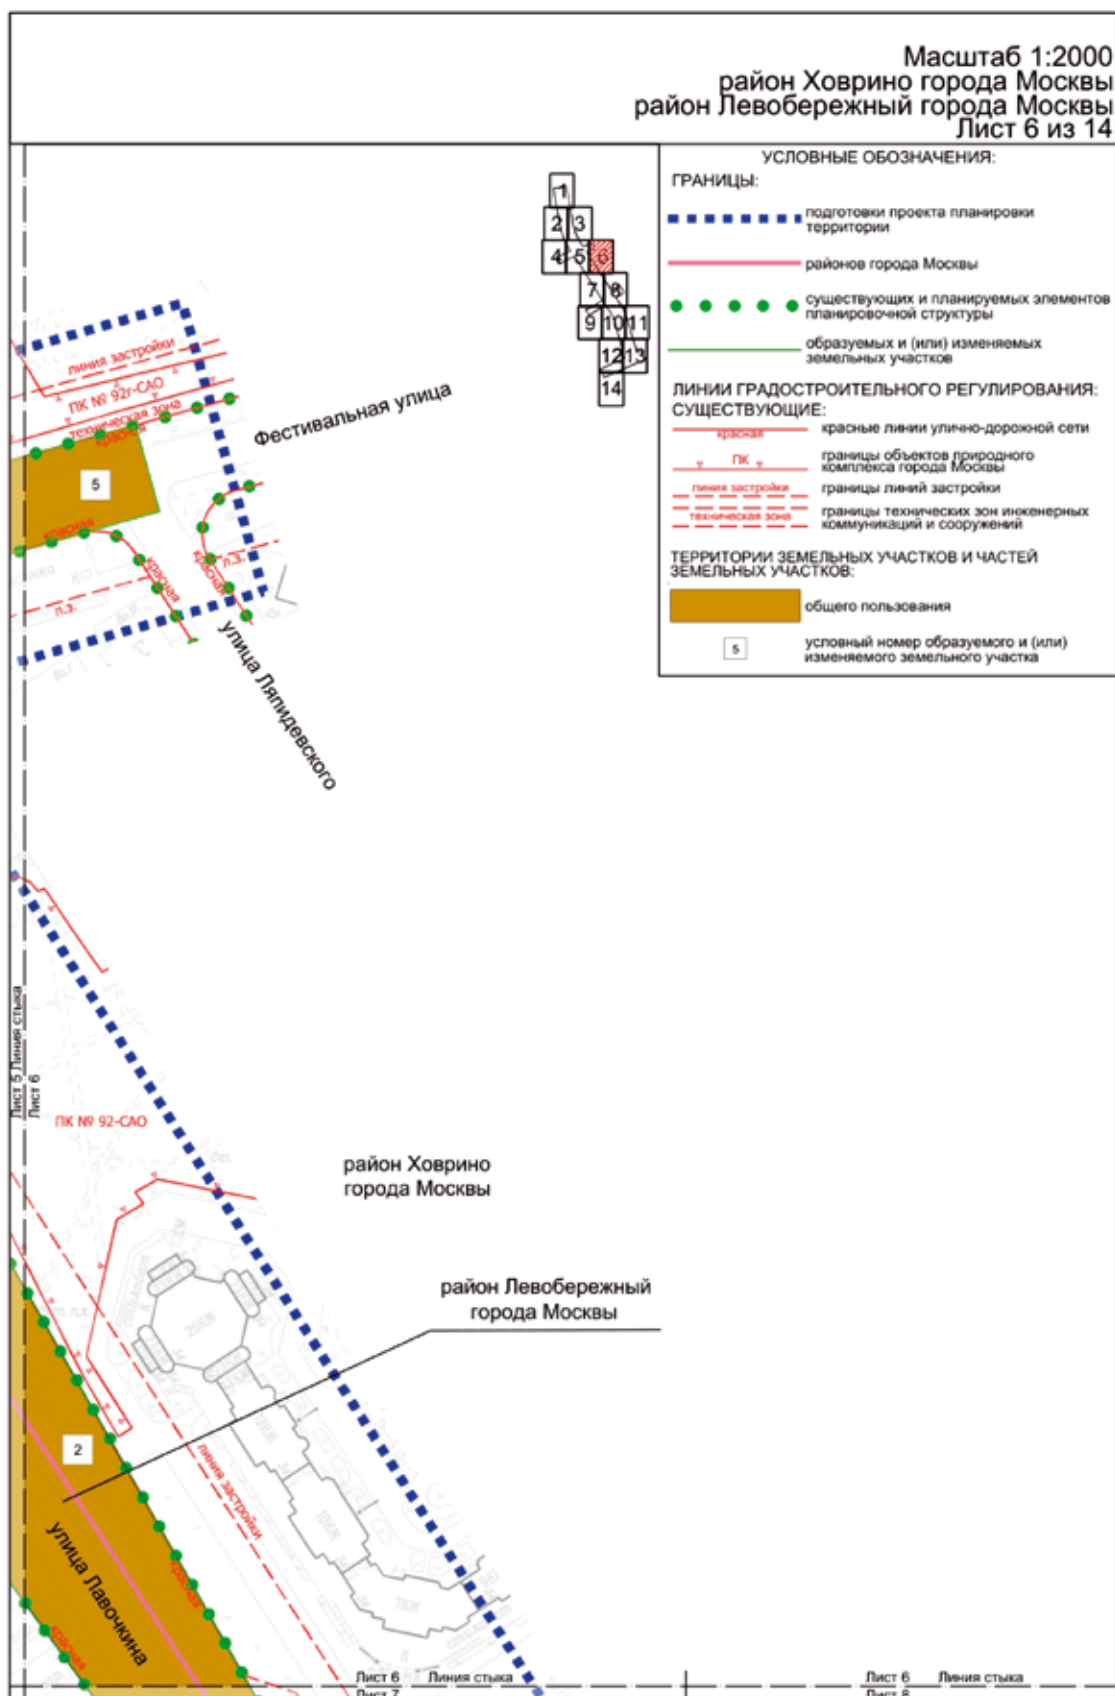 Масштаб 1:2000
район Ховрино города Москвы
район Левобережный города Москвы
Лист 6 из 14
УСЛОВНЫЕ ОБОЗНАЧЕНИЯ:
ГРАНИЦЫ:
подготовки проекта планировки
территории
районов города Москвы
существующих и планируемых элементов
планировочной структуры
образуемых и (или) изменяемых
земельных участков
ЛИНИИ ГРАДОСТРОИТЕЛЬНОГО РЕГУЛИРОВАНИЯ:
СУЩЕСТВУЮЩИЕ:
красная
красные линии улично-дорожной сети
ПК
границы объектов природного
комплекса города Москвы
линия застройки
границы линий застройки
техническая зона
границы технических зон инженерных
коммуникаций и сооружений
ТЕРРИТОРИИ ЗЕМЕЛЬНЫХ УЧАСТКОВ И ЧАСТЕЙ
ЗЕМЕЛЬНЫХ УЧАСТКОВ:
общего пользования
5
условный номер образуемого и (или)
изменяемого земельного участка
1
2 3
4 5 6
7 8
9 10 11
12 13
14
линия застройки
ПК № 92г-САО
техническая зона
красная
Фестивальная улица
5
красная
красная
красная
л.з.
л.з.
улица Ляпидевского
Лист 5 Линия стыка
Лист 6
ПК № 92-САО
район Ховрино
города Москвы
район Левобережный
города Москвы
25КЖ
10КЖ
7КЖ
2
линия застройки
улица Лавочкина
красная
красная
Лист 6 Линия стыка
Лист 7
Лист 6 Линия стыка
Лист 8